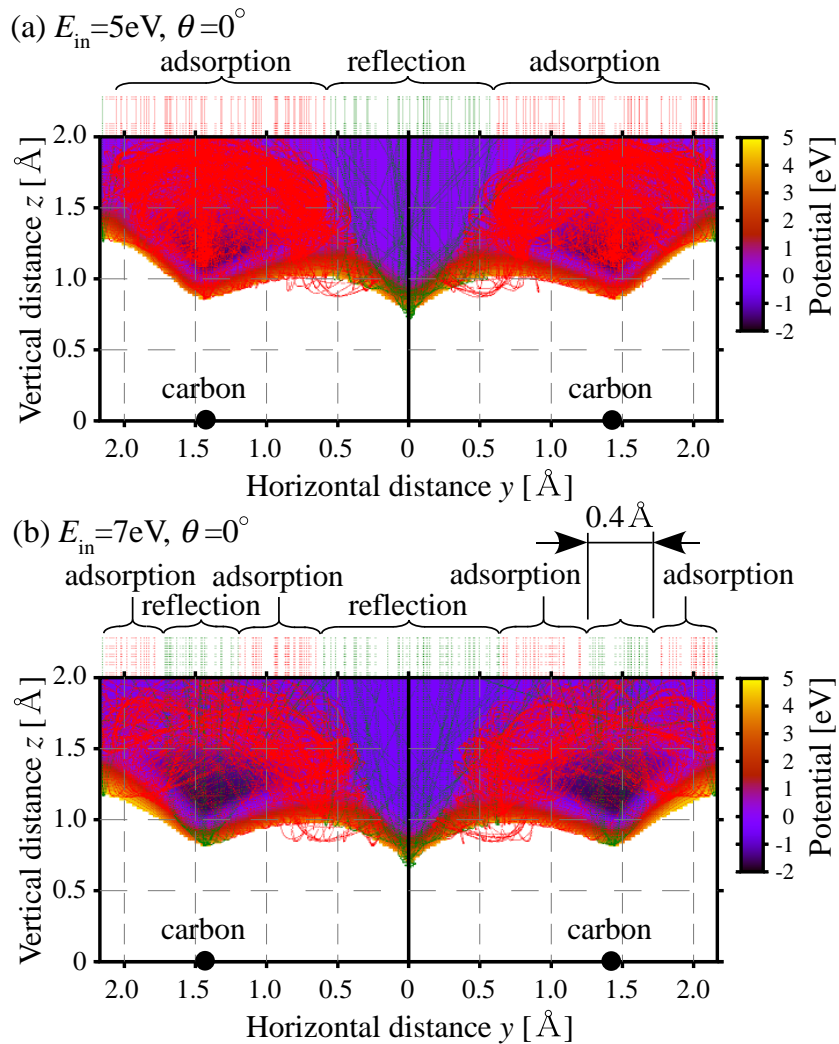 (a) E_in=5eV, θ=0°
adsorption reflection adsorption
2.0
1.5
1.0
0.5
0
Vertical distance z [Å]
carbon carbon
2.0 1.5 1.0 0.5 0 0.5 1.0 1.5 2.0
Horizontal distance y [Å]
5
4
3
2
1
0
-1
-2
Potential [eV]
(b) E_in=7eV, θ=0°
0.4 Å
adsorption adsorption adsorption adsorption
reflection reflection
2.0
1.5
1.0
0.5
0
Vertical distance z [Å]
carbon carbon
2.0 1.5 1.0 0.5 0 0.5 1.0 1.5 2.0
Horizontal distance y [Å]
5
4
3
2
1
0
-1
-2
Potential [eV]